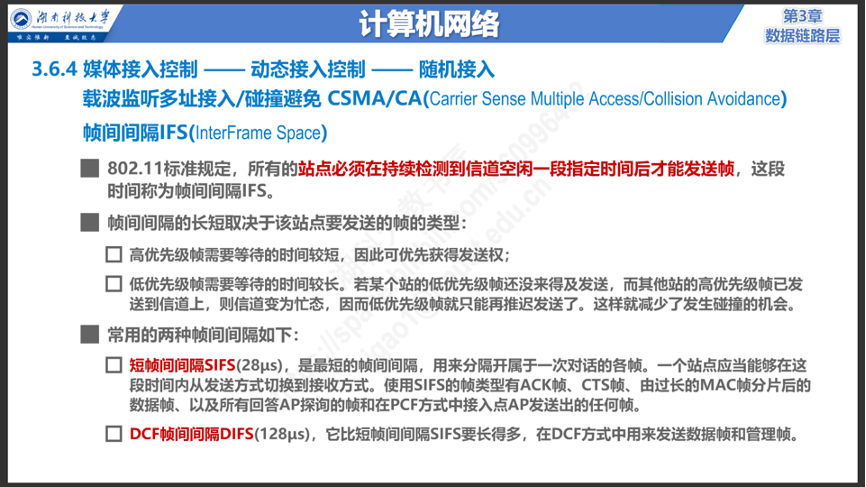 湖南科技大学
Hunan University of Science and Technology
唯实惟新 至诚致志
计算机网络
第3章
数据链路层
3.6.4 媒体接入控制 —— 动态接入控制 —— 随机接入
载波监听多址接入/碰撞避免 CSMA/CA(Carrier Sense Multiple Access/Collision Avoidance)
帧间间隔IFS(InterFrame Space)
802.11标准规定，所有的站点必须在持续检测到信道空闲一段指定时间后才能发送帧，这段
时间称为帧间间隔IFS。
帧间间隔的长短取决于该站点要发送的帧的类型：
高优先级帧需要等待的时间较短，因此可优先获得发送权；
低优先级帧需要等待的时间较长。若某个站的低优先级帧还没来得及发送，而其他站的高优先级帧已发
送到信道上，则信道变为忙态，因而低优先级帧就只能再推迟发送了。这样就减少了发生碰撞的机会。
常用的两种帧间间隔如下：
短帧间间隔SIFS(28μs)，是最短的帧间间隔，用来分隔开属于一次对话的各帧。一个站点应当能够在这
段时间内从发送方式切换到接收方式。使用SIFS的帧类型有ACK帧、CTS帧、由过长的MAC帧分片后的
数据帧、以及所有回答AP探询的帧和在PCF方式中接入点AP发送出的任何帧。
DCF帧间间隔DIFS(128μs)，它比短帧间间隔SIFS要长得多，在DCF方式中用来发送数据帧和管理帧。